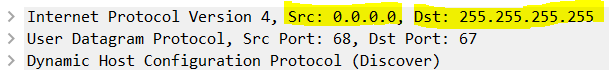 Internet Protocol Version 4, Src: 0.0.0.0, Dst: 255.255.255.255
User Datagram Protocol, Src Port: 68, Dst Port: 67
Dynamic Host Configuration Protocol (Discover)